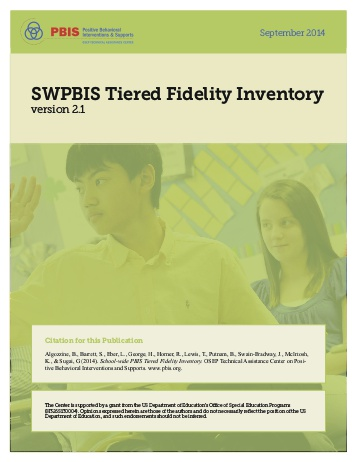 PBIS Positive Behavioral
Interventions & Supports
September 2014
SWPBIS Tiered Fidelity Inventory
version 2.1
Citation for this Publication
Algozzine, B., Barrett, S., Eber, L., George, H., Horner, R., Lewis, T., Putnam, B., Swain-Bradway, J., McIntosh,
K., & Sugai, G (2014). School-wide PBIS Tiered Fidelity Inventory. OSEP Technical Assistance Center on Posi-
tive Behavioral Interventions and Supports. www.pbis.org.
The Center is supported by a grant from the US Department of Education's Office of Special Education Programs
(H326S130004). Opinions expressed herein are those of the authors and do not necessarily reflect the position of the US
Department of Education, and such endorsements should not be inferred.